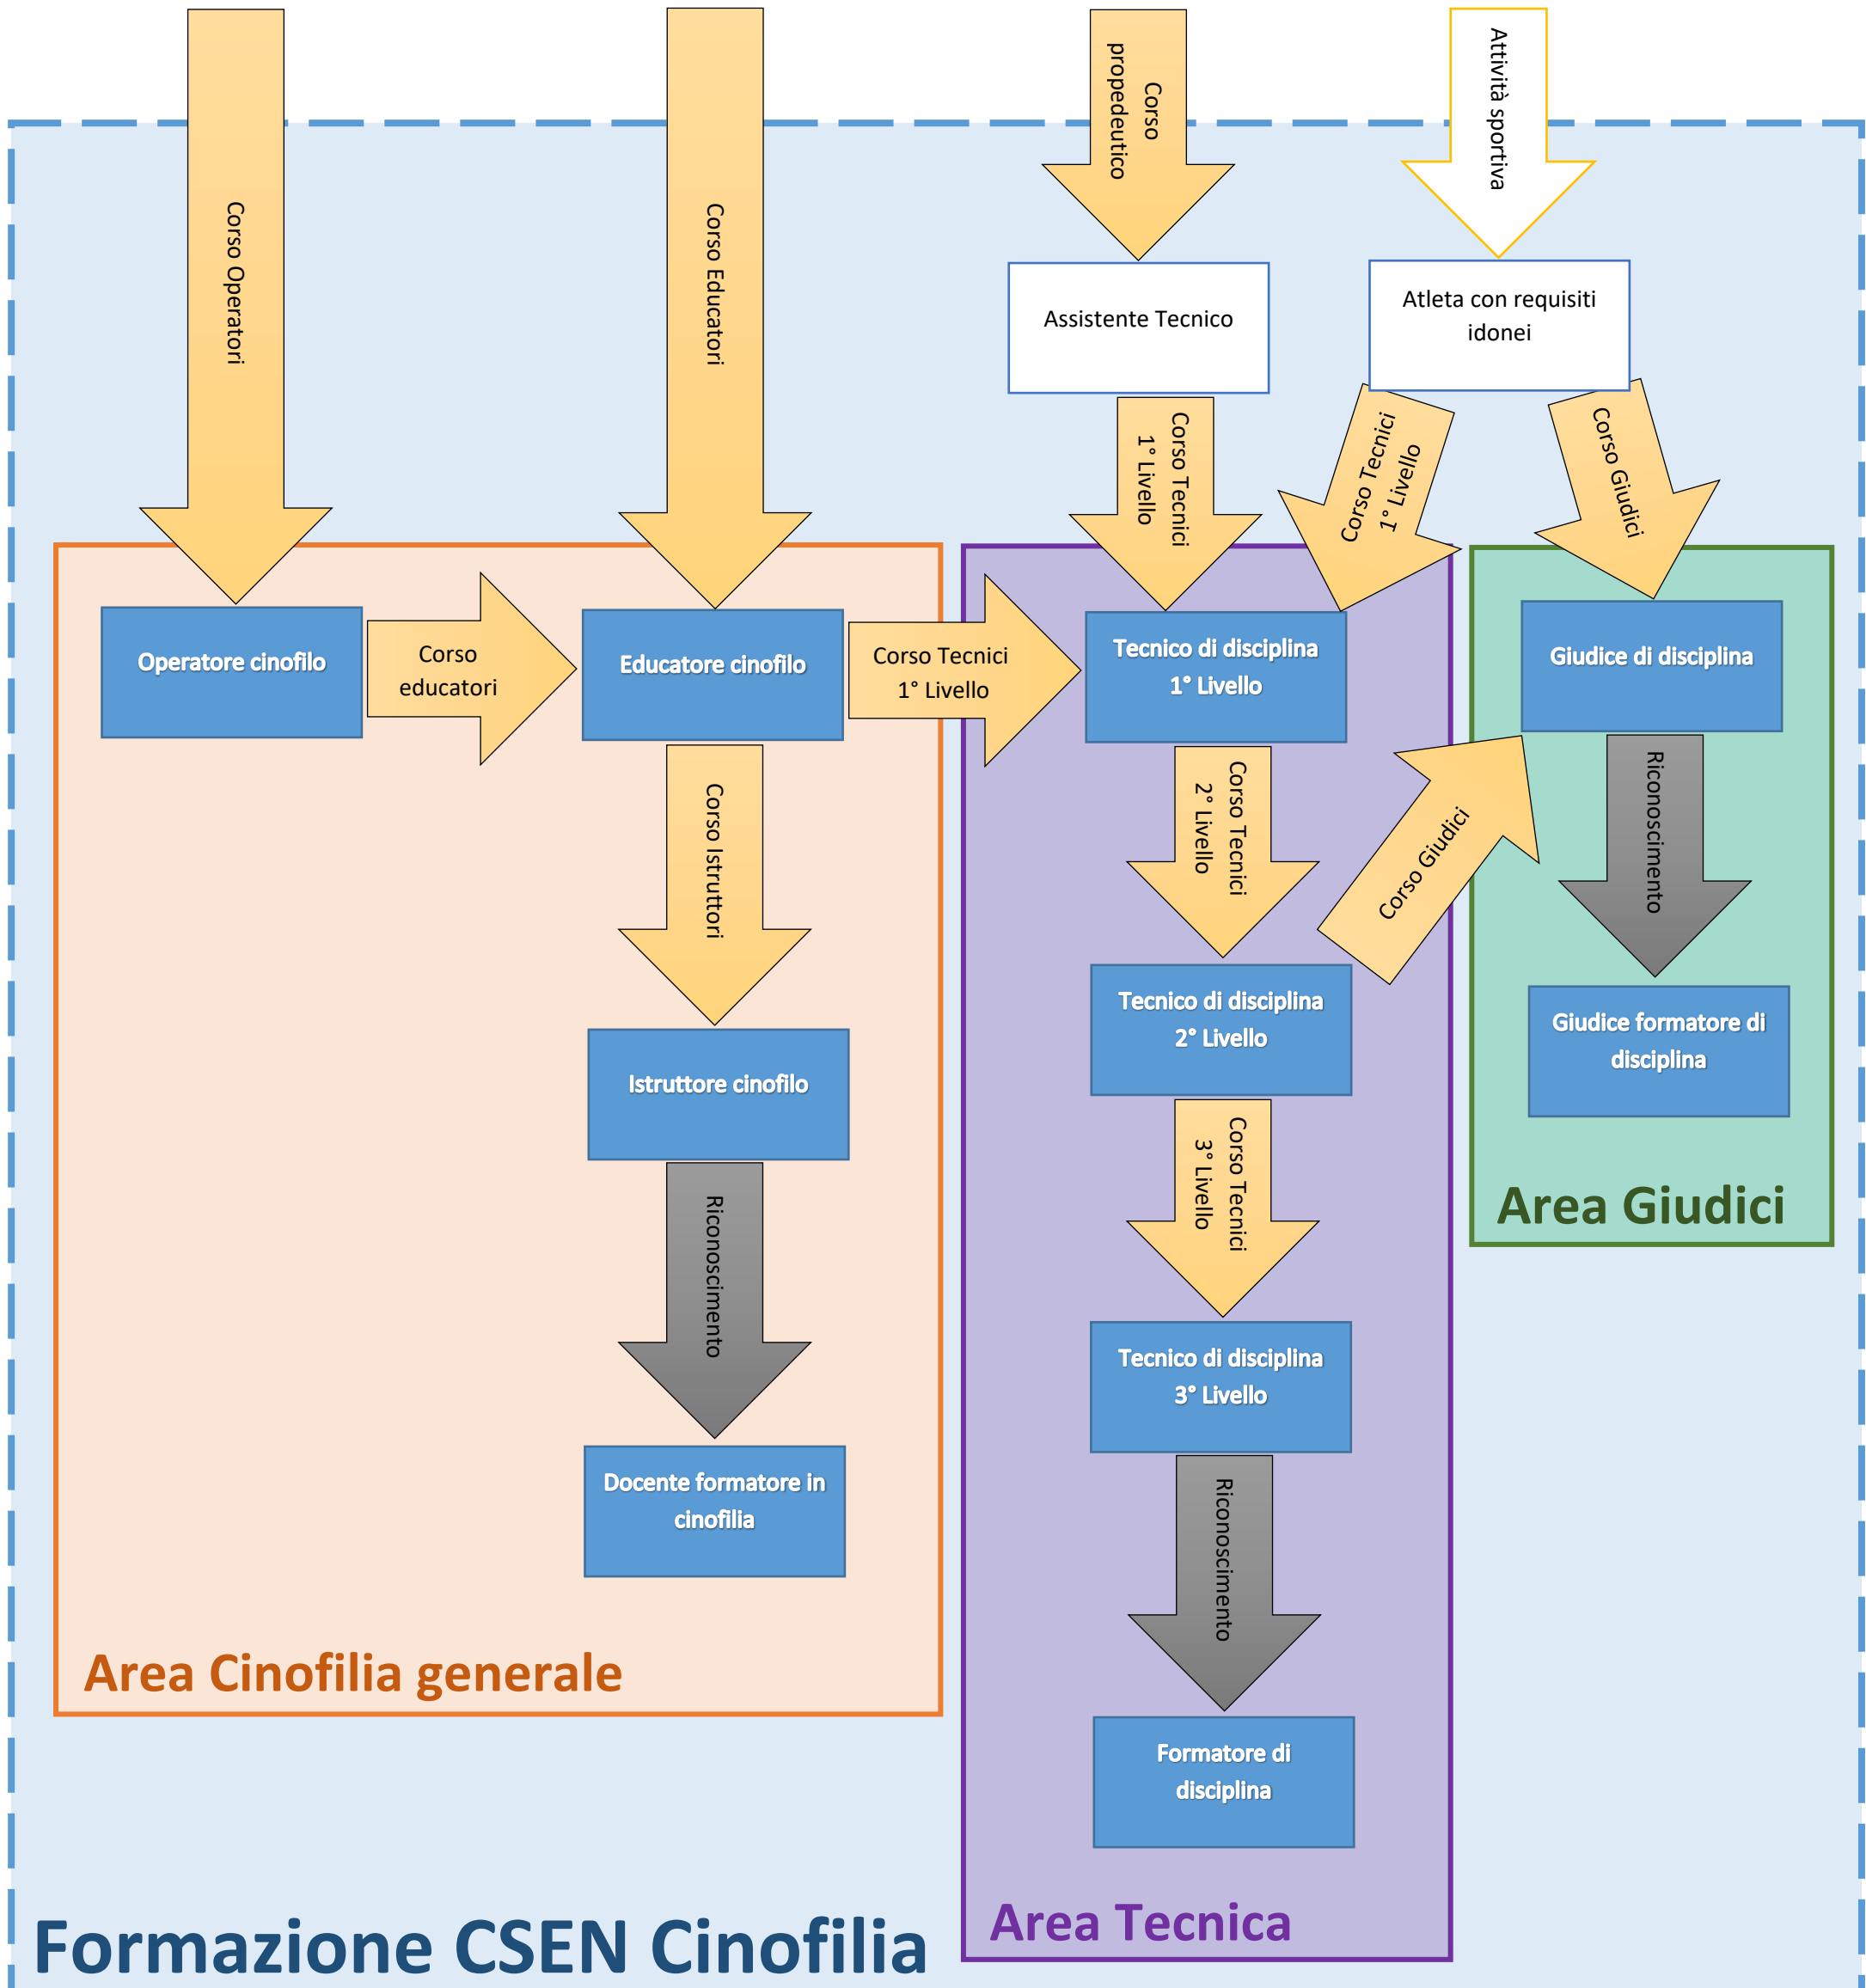 Corso Operatori
Corso Educatori
Corso
propedeutico
Attività sportiva
Assistente Tecnico
Atleta con requisiti
idonei
Corso Tecnici
1° Livello
Corso Tecnici
1° Livello
Corso Giudici
Operatore cinofilo
Corso
educatori
Educatore cinofilo
Corso Tecnici
1° Livello
Tecnico di disciplina
1° Livello
Giudice di disciplina
Corso Istruttori
Corso Tecnici
2° Livello
Corso Giudici
Riconoscimento
Istruttore cinofilo
Tecnico di disciplina
2° Livello
Giudice formatore di
disciplina
Riconoscimento
Corso Tecnici
3° Livello
Area Giudici
Tecnico di disciplina
3° Livello
Docente formatore in
cinofilia
Riconoscimento
Area Cinofilia generale
Formatore di
disciplina
Area Tecnica
Formazione CSEN Cinofilia